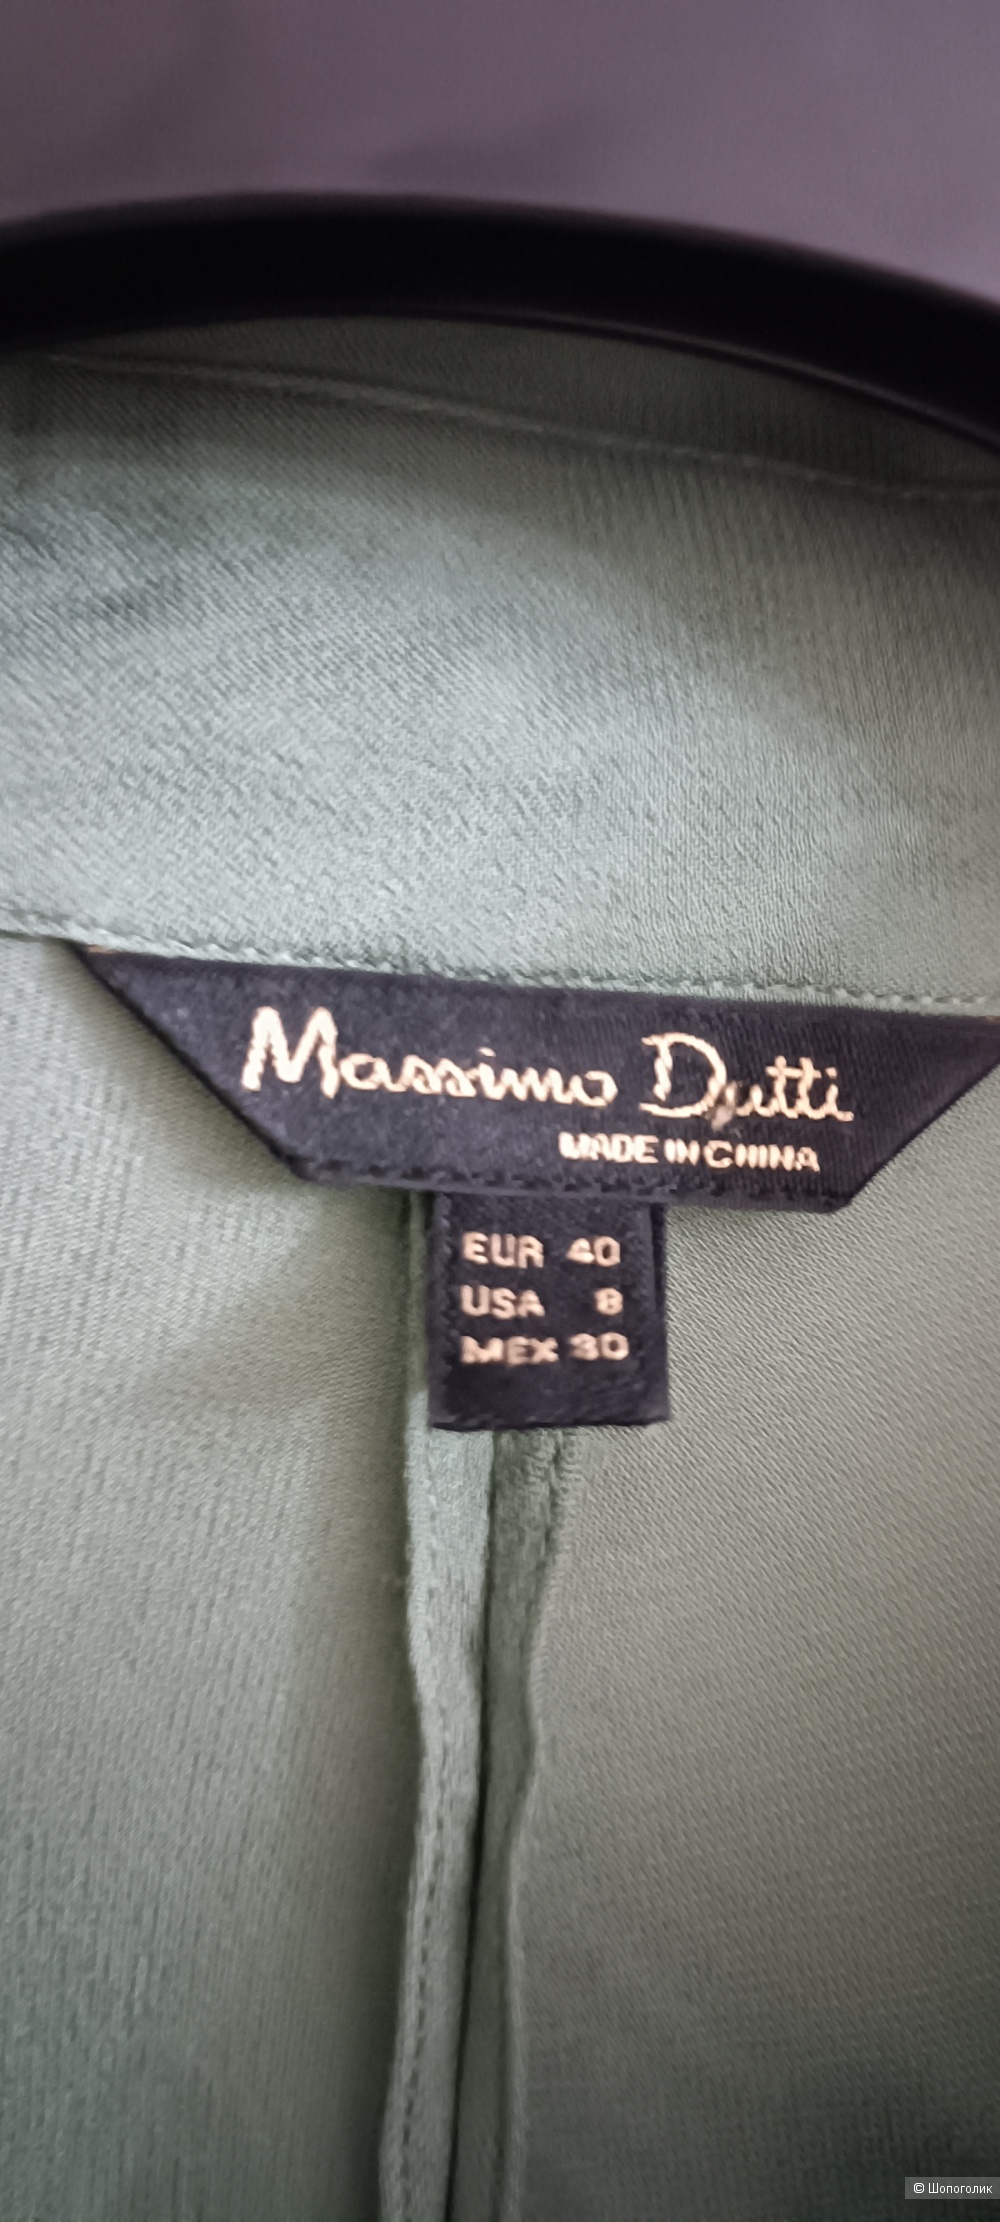 Massimo Dutti
MADE IN CHINA
EUR 40
USA 8
MEX 30
© Шопоголик